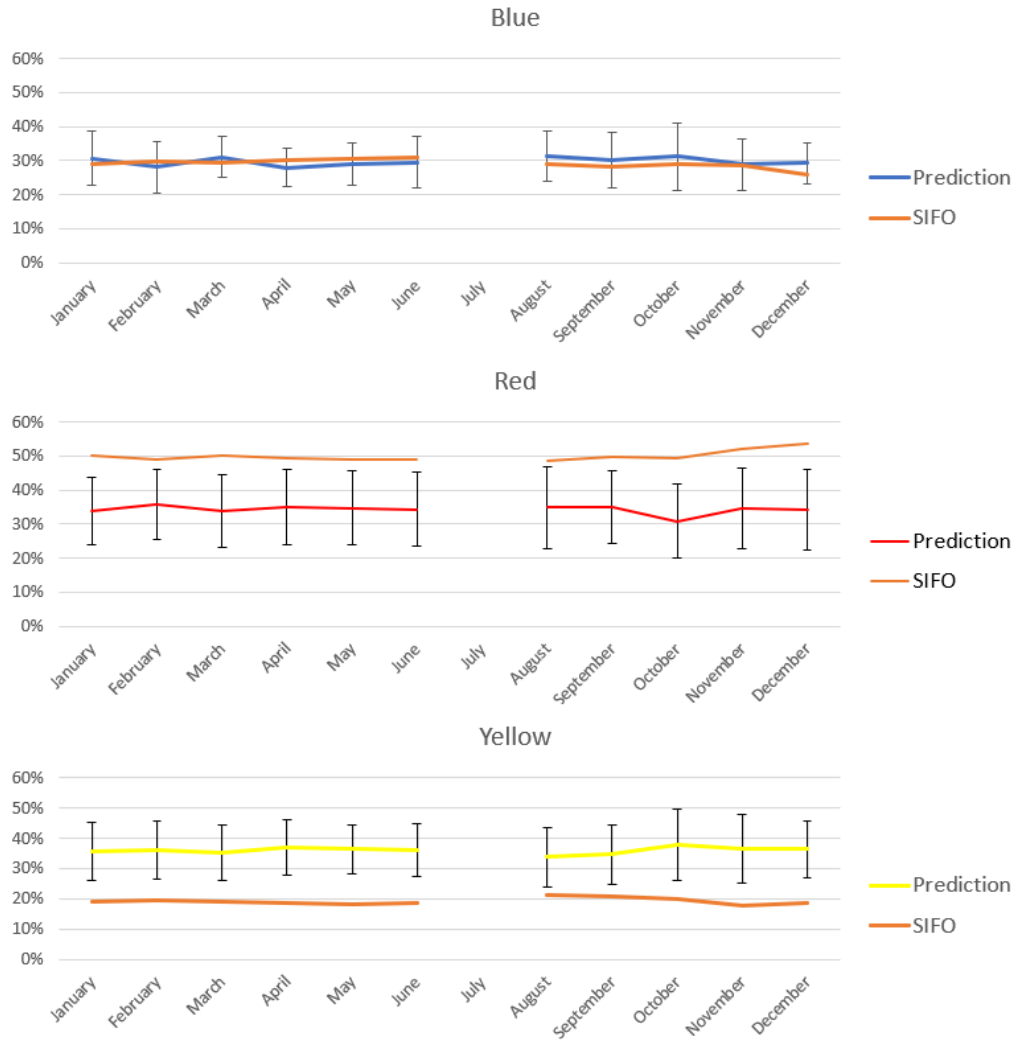 Blue
60%
50%
40%
30%
20%
10%
0%
January
February
March
April
May
June
July
August
September
October
November
December
Prediction
SIFO
Red
60%
50%
40%
30%
20%
10%
0%
January
February
March
April
May
June
July
August
September
October
November
December
Prediction
SIFO
Yellow
60%
50%
40%
30%
20%
10%
0%
January
February
March
April
May
June
July
August
September
October
November
December
Prediction
SIFO